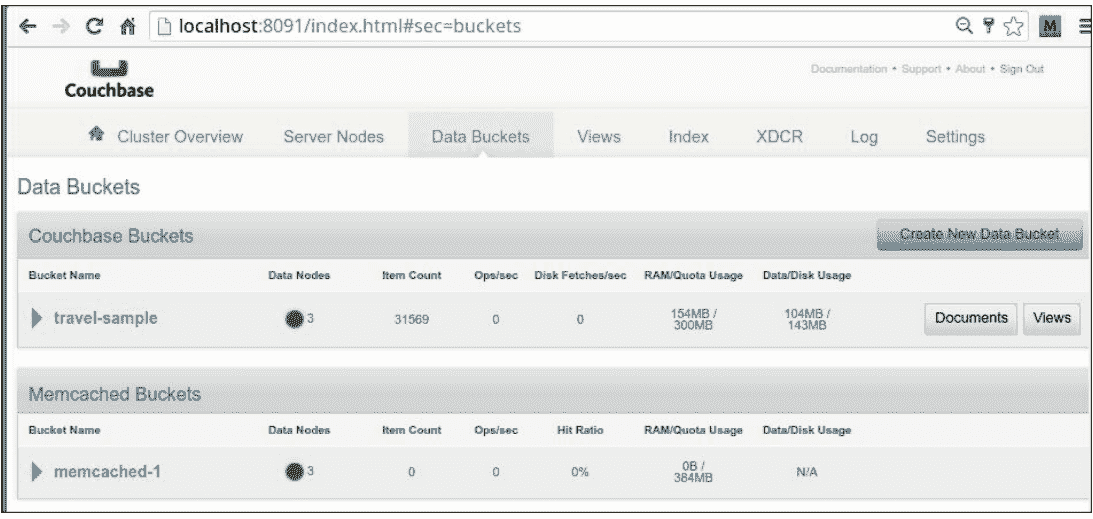 localhost:8091/index.html#sec=buckets
M
Couchbase
Documentation • Support • About • Sign Out
Cluster Overview Server Nodes Data Buckets Views Index XDCR Log Settings
Data Buckets
Couchbase Buckets Create New Data Bucket
Bucket Name Data Nodes Item Count Ops/sec Disk Fetches/sec RAM/Quota Usage Data/Disk Usage
travel-sample 3 31569 0 0 154MB / 104MB / Documents Views
300MB 143MB
Memcached Buckets
Bucket Name Data Nodes Item Count Ops/sec Hit Ratio RAM/Quota Usage Data/Disk Usage
memcached-1 3 0 0 0% 0B / N/A
384MB